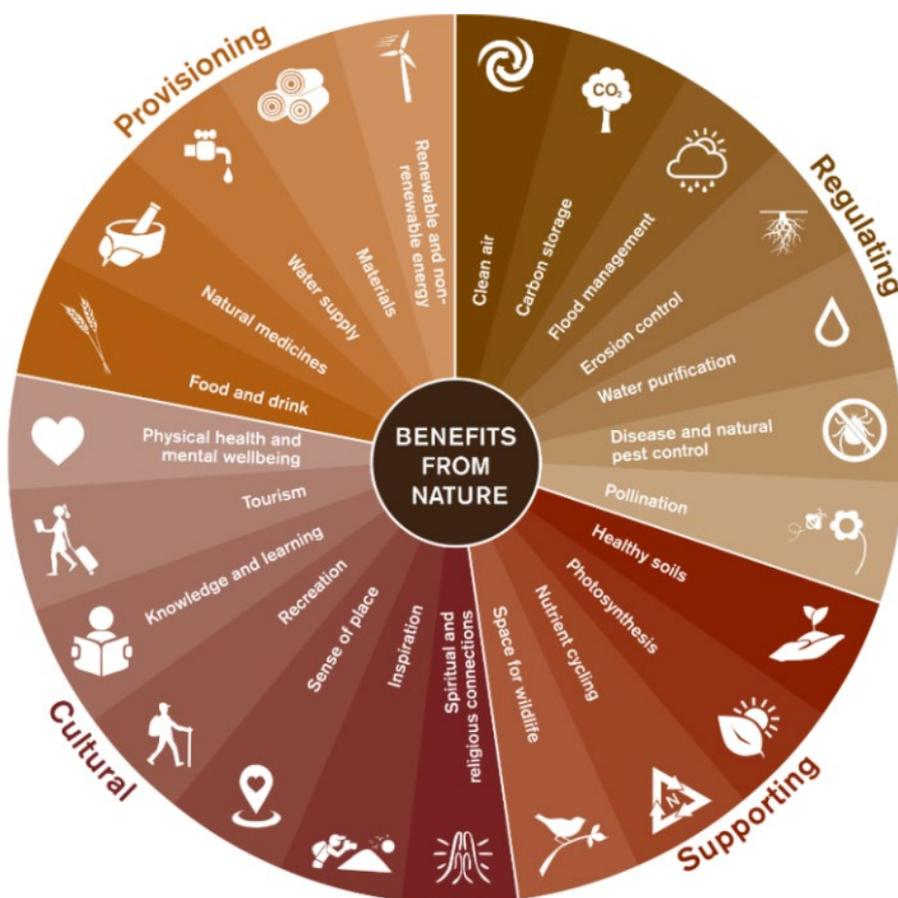 BENEFITS
FROM
NATURE
Provisioning
Food and drink
Natural medicines
Water supply
Materials
Renewable and non-
renewable energy
Regulating
Clean air
Carbon storage
CO₂
Flood management
Erosion control
Water purification
Disease and natural
pest control
Pollination
Supporting
Healthy soils
Photosynthesis
Nutrient cycling
N
Space for wildlife
Cultural
Spiritual and
religious connections
Inspiration
Sense of place
Recreation
Knowledge and learning
Tourism
Physical health and
mental wellbeing